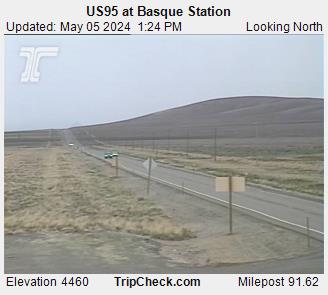 US95 at Basque Station
Updated: May 05 2024 1:24 PM Looking North
Elevation 4460 TripCheck.com Milepost 91.62